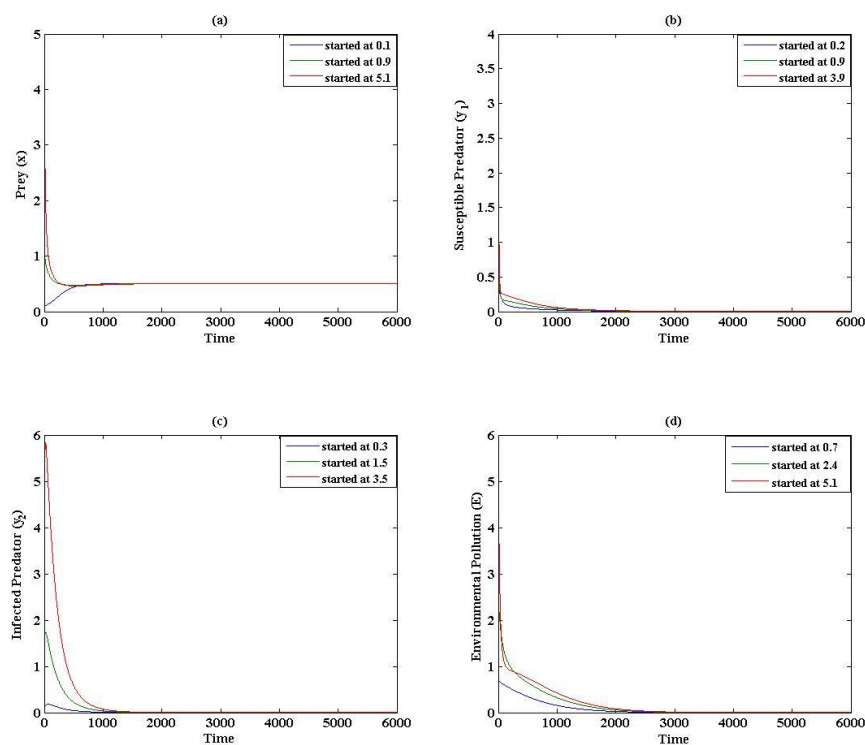 (a)
5
4
3
2
1
0
0 1000 2000 3000 4000 5000 6000
Time
Prey (x)
started at 0.1
started at 0.9
started at 5.1
(b)
4
3.5
3
2.5
2
1.5
1
0.5
0
0 1000 2000 3000 4000 5000 6000
Time
Susceptible Predator (y1)
started at 0.2
started at 0.9
started at 3.9
(c)
6
5
4
3
2
1
0
0 1000 2000 3000 4000 5000 6000
Time
Infected Predator (y2)
started at 0.3
started at 1.5
started at 3.5
(d)
6
5
4
3
2
1
0
0 1000 2000 3000 4000 5000 6000
Time
Environmental Pollution (E)
started at 0.7
started at 2.4
started at 5.1